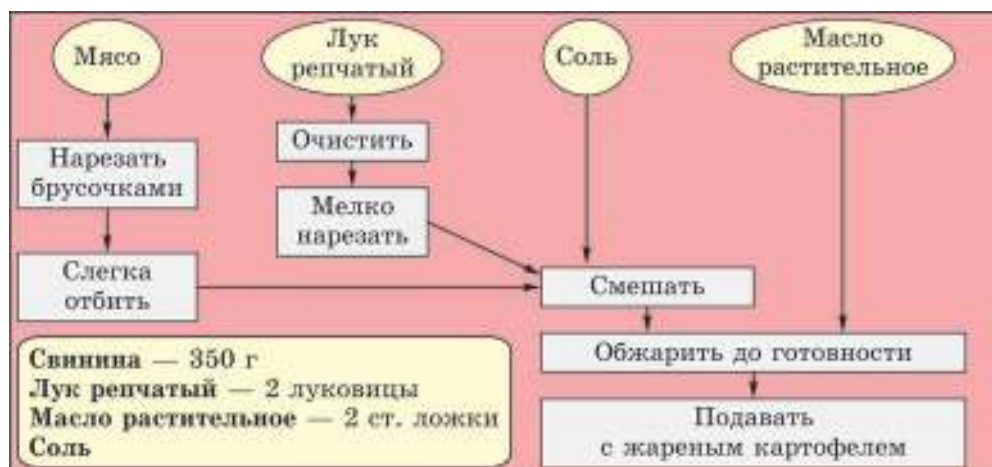 Мясо
Лук
репчатый
Соль
Масло
растительное
Нарезать
брусочками
Очистить
Мелко
нарезать
Слегка
отбить
Смешать
Обжарить до готовности
Подавать
с жареным картофелем
Свинина — 350 г
Лук репчатый — 2 луковицы
Масло растительное — 2 ст. ложки
Соль